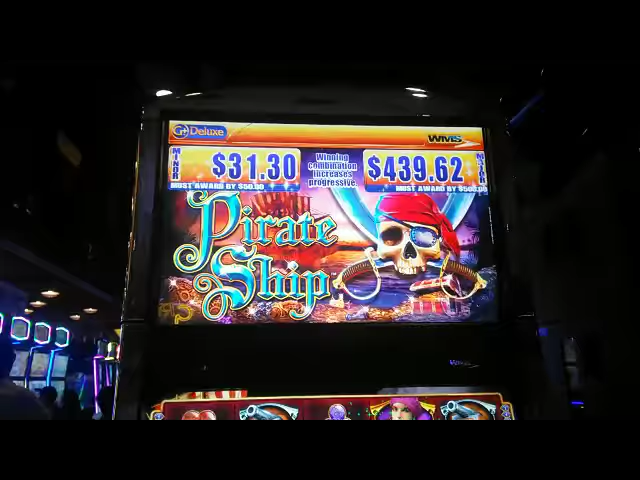 G+ Deluxe
WMS
MINOR
$31.30
MUST AWARD BY $50.00
Winning
combination
increases
progressive.
$439.62
MAJOR
MUST AWARD BY $500.00
Pirate
Ship